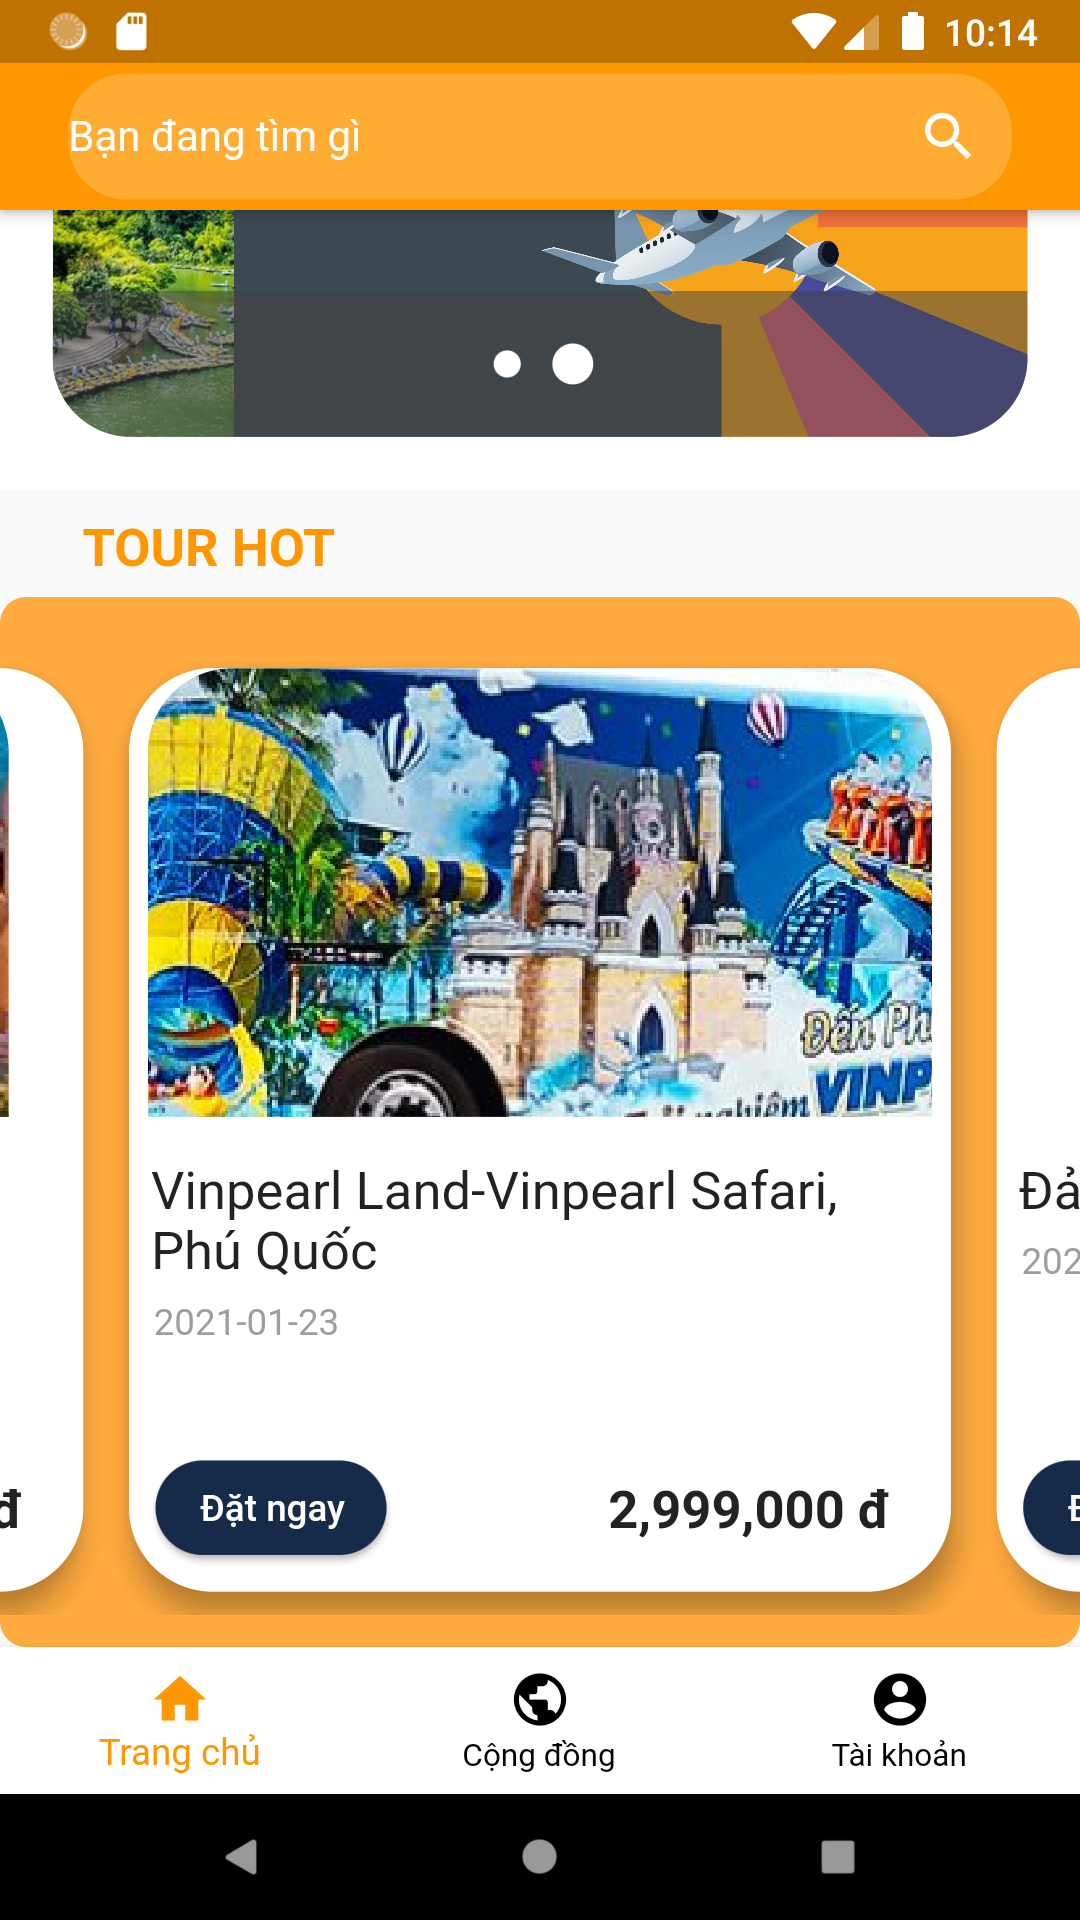 10:14
Bạn đang tìm gì
TOUR HOT
Đến Ph
VINP
nghiệm
Vinpearl Land-Vinpearl Safari,
Phú Quốc
2021-01-23
Đặt ngay
2,999,000 đ
đ
Đả
202
Trang chủ
Cộng đồng
Tài khoản